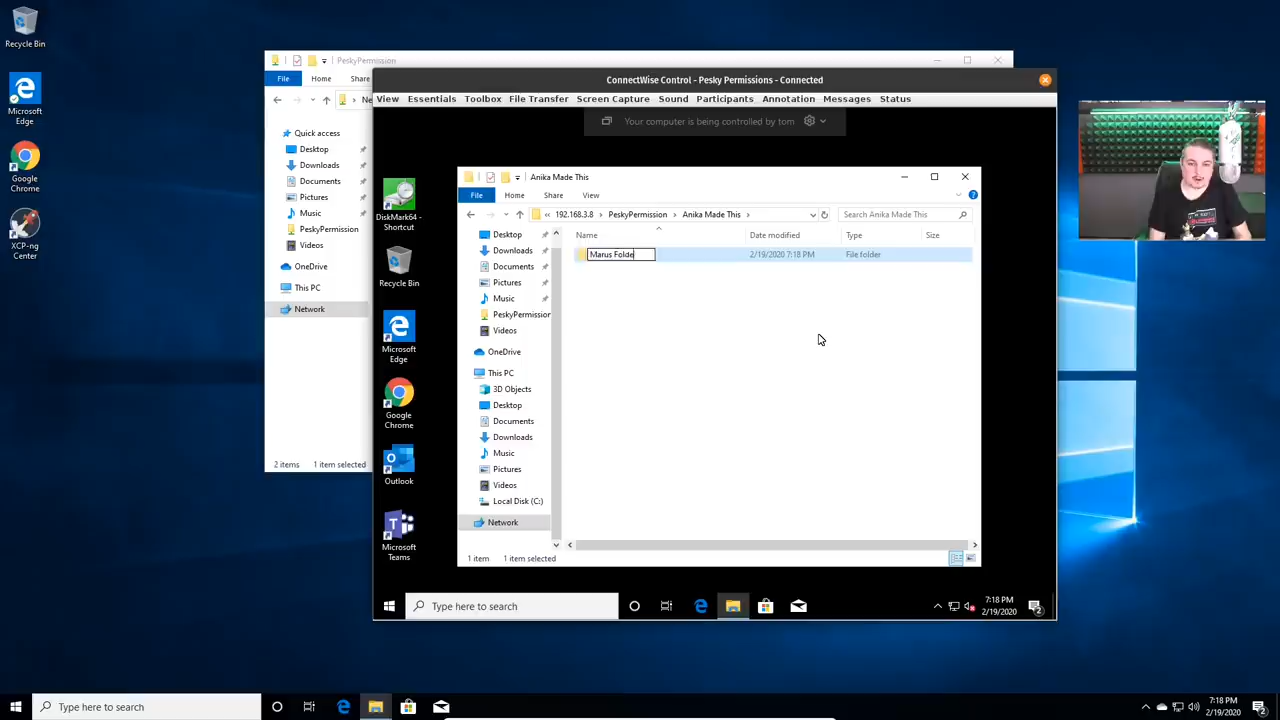 Recycle Bin
Microsoft
Edge
Google
Chrome
XCP-ng
Center
PeskyPermission
File
Home
Share
Ne
Quick access
Desktop
Downloads
Documents
Pictures
Music
PeskyPermission
Videos
OneDrive
This PC
Network
2 items
1 item selected
ConnectWise Control - Pesky Permissions - Connected
View Essentials Toolbox File Transfer Screen Capture Sound Participants Annotation Messages Status
Your computer is being controlled by tom
DiskMark64 -
Shortcut
Recycle Bin
Microsoft
Edge
Google
Chrome
Outlook
Microsoft
Teams
Anika Made This
File Home Share View
« 192.168.3.8 › PeskyPermission › Anika Made This ›
Search Anika Made This
Name Date modified Type Size
Marus Folde 2/19/2020 7:18 PM File folder
Desktop
Downloads
Documents
Pictures
Music
PeskyPermission
Videos
OneDrive
This PC
3D Objects
Desktop
Documents
Downloads
Music
Pictures
Videos
Local Disk (C:)
Network
1 item 1 item selected
Type here to search
7:18 PM
2/19/2020
2
Type here to search
7:18 PM
2/19/2020
2